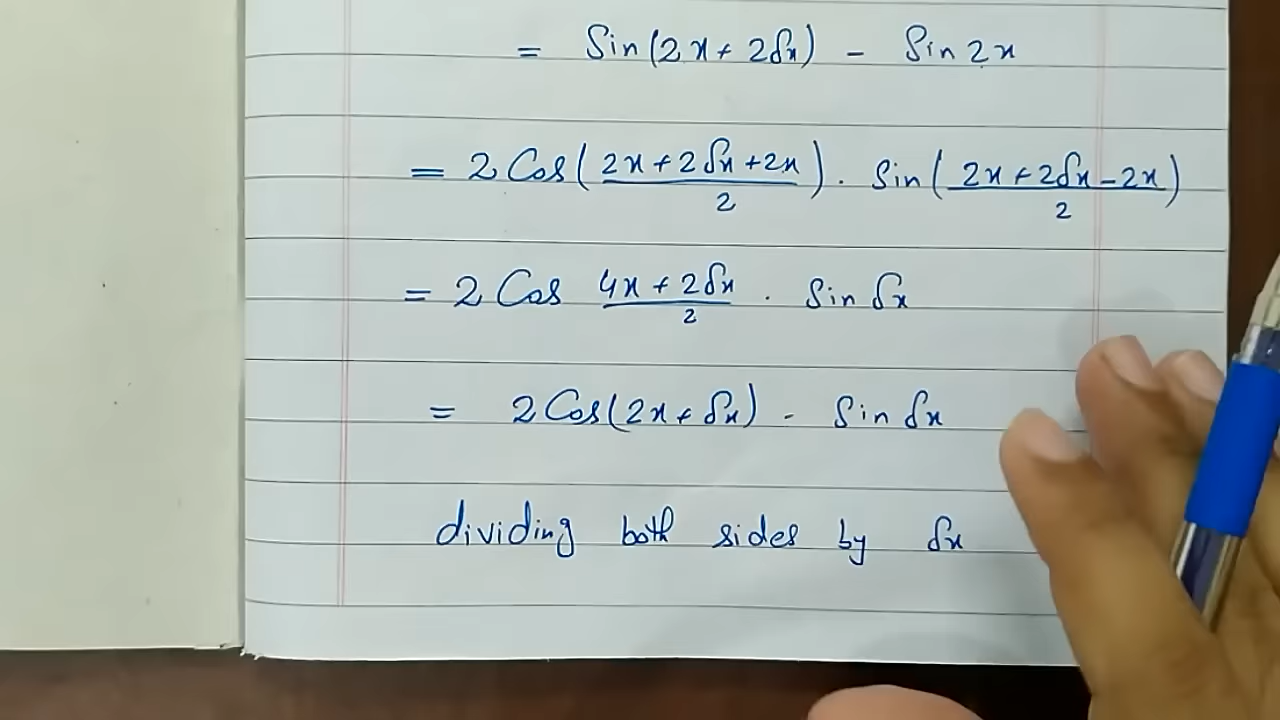 = Sin(2x + 2δx) - Sin 2x
= 2 Cos(2x + 2δx + 2x / 2) . Sin(2x + 2δx - 2x / 2)
= 2 Cos 4x + 2δx / 2 . Sin δx
= 2 Cos(2x + δx) - Sin δx
dividing both sides by δx